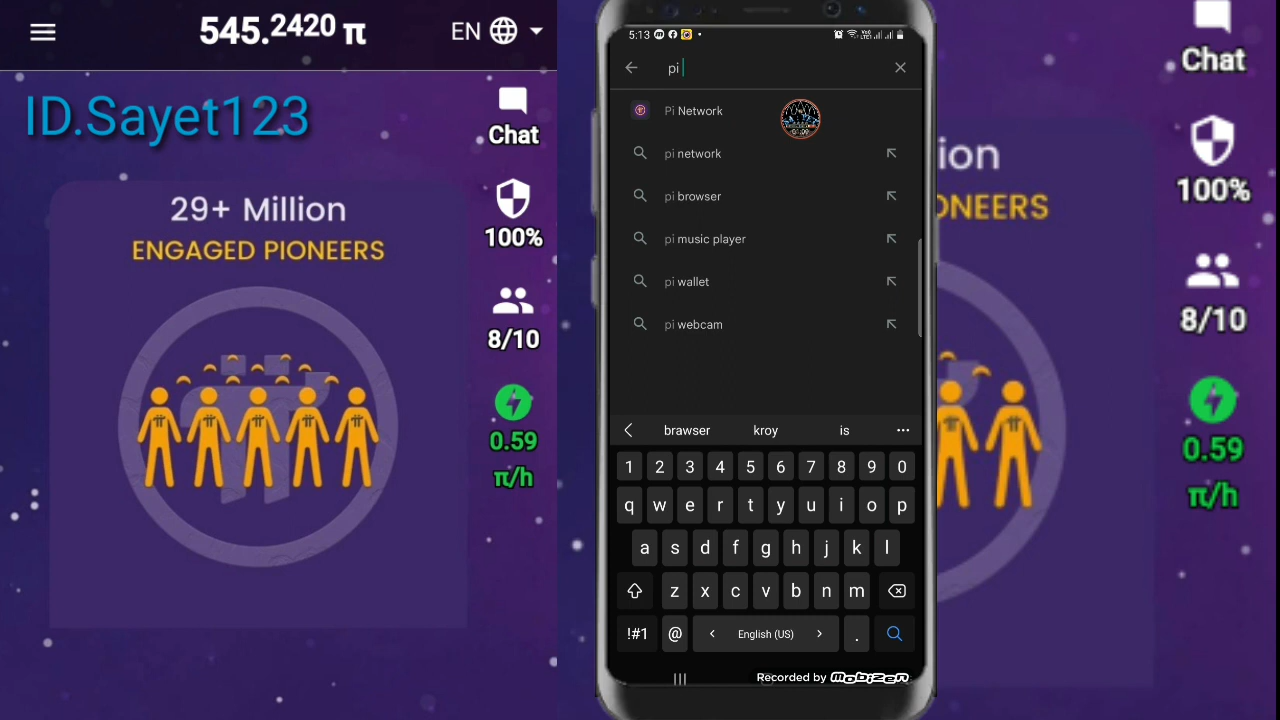 545.2420 π
EN
ID.Sayet123
Chat
29+ Million
ENGAGED PIONEERS
100%
8/10
0.59
π/h
5:13
pi
Pi Network
pi network
pi browser
pi music player
pi wallet
pi webcam
brawser kroy is
1 2 3 4 5 6 7 8 9 0
q w e r t y u i o p
a s d f g h j k l
z x c v b n m
!#1 @ English (US) .
Recorded by Mobizen
Chat
ion
ONEERS
100%
8/10
0.59
π/h